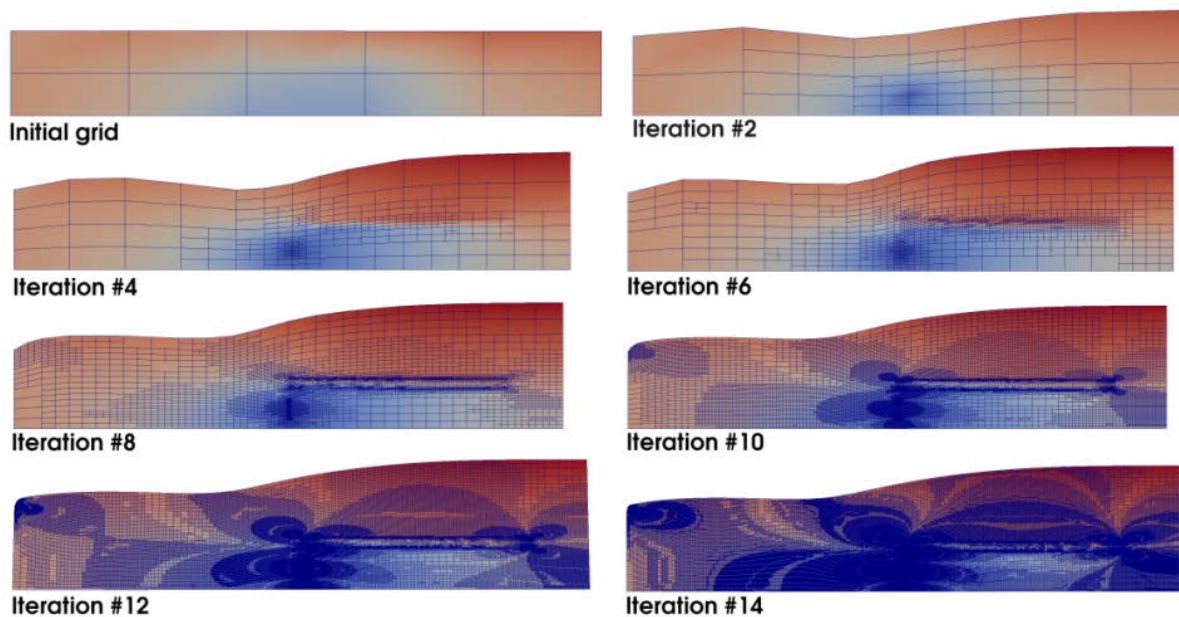 Initial grid
Iteration #2
Iteration #4
Iteration #6
Iteration #8
Iteration #10
Iteration #12
Iteration #14